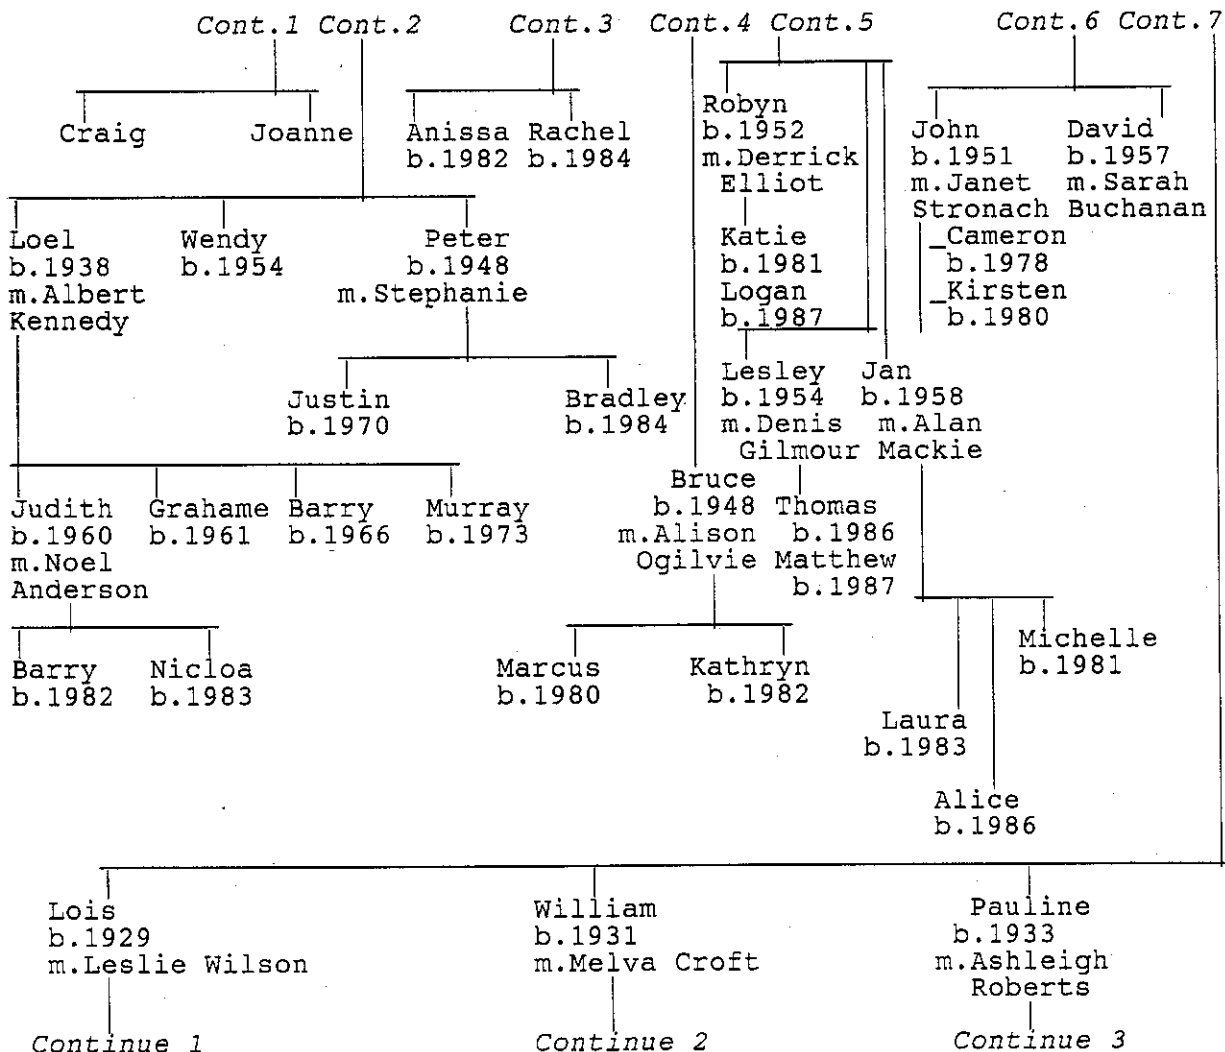 Cont.1 Cont.2 Cont.3 Cont.4 Cont.5 Cont.6 Cont.7
Craig Joanne
Anissa Rachel
b.1982 b.1984
Robyn
b.1952
m.Derrick
Elliot
Katie
b.1981
Logan
b.1987
John
b.1951
m.Janet
Stronach
_Cameron
b.1978
_Kirsten
b.1980
David
b.1957
m.Sarah
Buchanan
Loel
b.1938
m.Albert
Kennedy
Wendy
b.1954
Peter
b.1948
m.Stephanie
Justin
b.1970
Bradley
b.1984
Lesley
b.1954
m.Denis
Gilmour
Jan
b.1958
m.Alan
Mackie
Judith
b.1960
m.Noel
Anderson
Grahame
b.1961
Barry
b.1966
Murray
b.1973
Bruce
b.1948
m.Alison
Ogilvie
Thomas
b.1986
Matthew
b.1987
Barry
b.1982
Nicloa
b.1983
Marcus
b.1980
Kathryn
b.1982
Michelle
b.1981
Laura
b.1983
Alice
b.1986
Lois
b.1929
m.Leslie Wilson
Continue 1
William
b.1931
m.Melva Croft
Continue 2
Pauline
b.1933
m.Ashleigh
Roberts
Continue 3